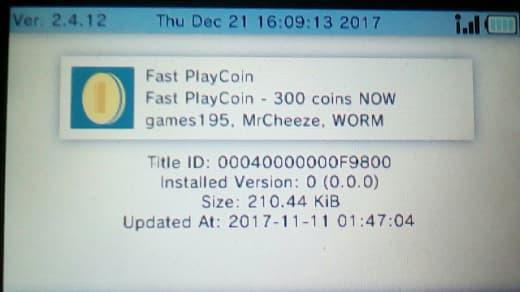 Ver. 2.4.12 Thu Dec 21 16:09:13 2017
Fast PlayCoin
Fast PlayCoin - 300 coins NOW
games195, MrCheeze, WORM
Title ID: 00040000000F9800
Installed Version: 0 (0.0.0)
Size: 210.44 KiB
Updated At: 2017-11-11 01:47:04